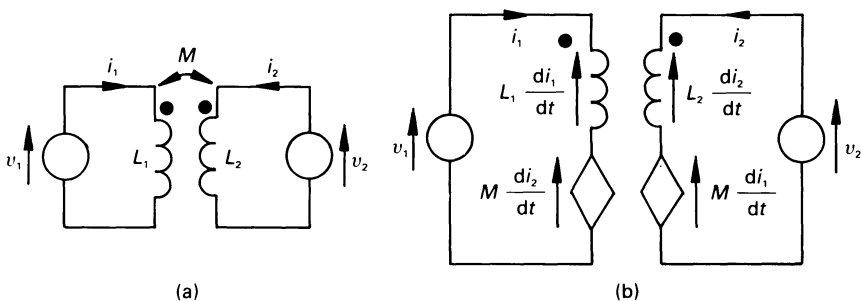 M
i₁
i₂
v₁
L₁
L₂
v₂
(a)
i₁
i₂
L₁ di₁/dt
L₂ di₂/dt
v₁
v₂
M di₂/dt
M di₁/dt
(b)